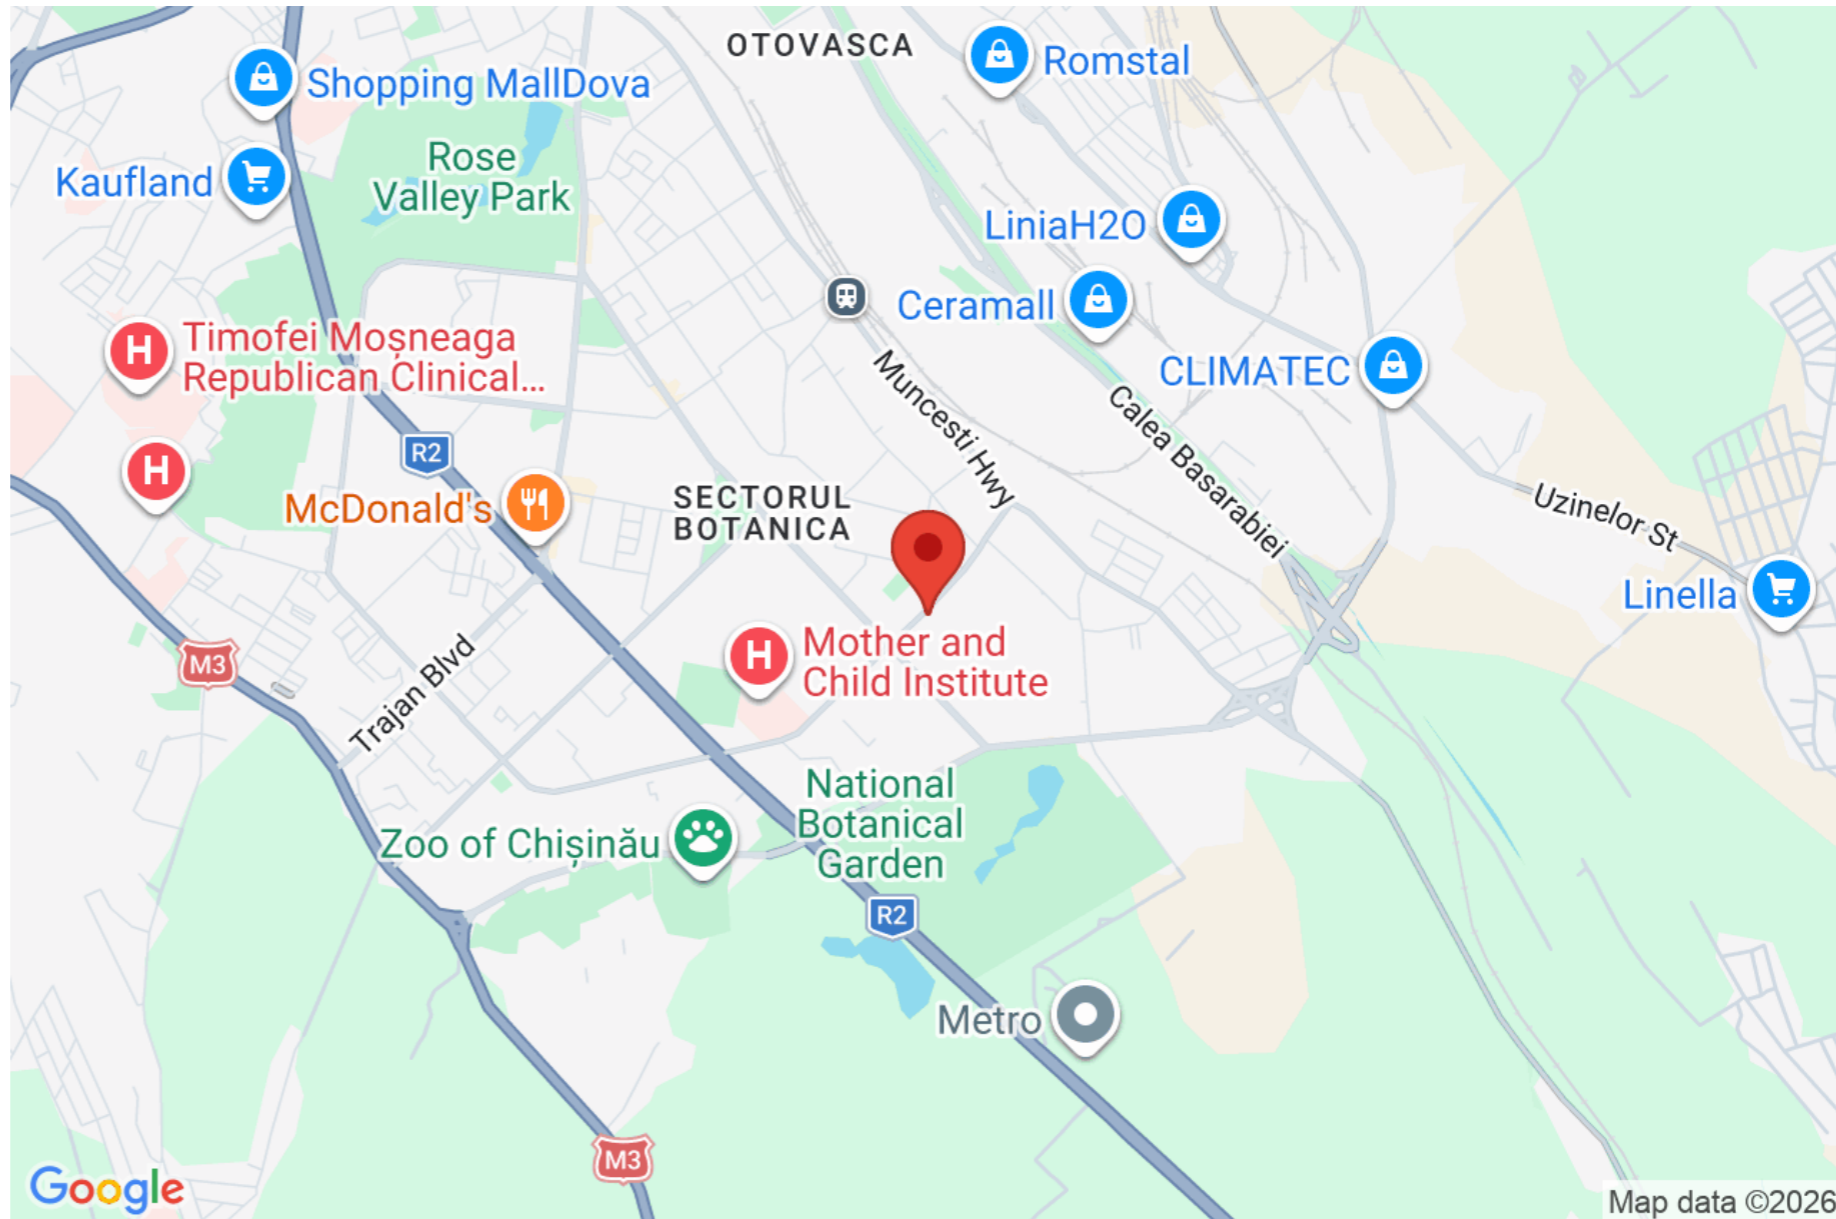 OTOVASCA
Romstal
Shopping MallDova
Rose
Valley Park
Kaufland
LiniaH2O
Ceramall
Timofei Moșneaga
Republican Clinical...
H
Muncesti Hwy
CLIMATEC
Calea Basarabiei
R2
H
McDonald's
SECTORUL
BOTANICA
Uzinelor St
Linella
M3
Trajan Blvd
H
Mother and
Child Institute
National
Botanical
Garden
Zoo of Chișinău
R2
Metro
M3
Google
Map data ©2026